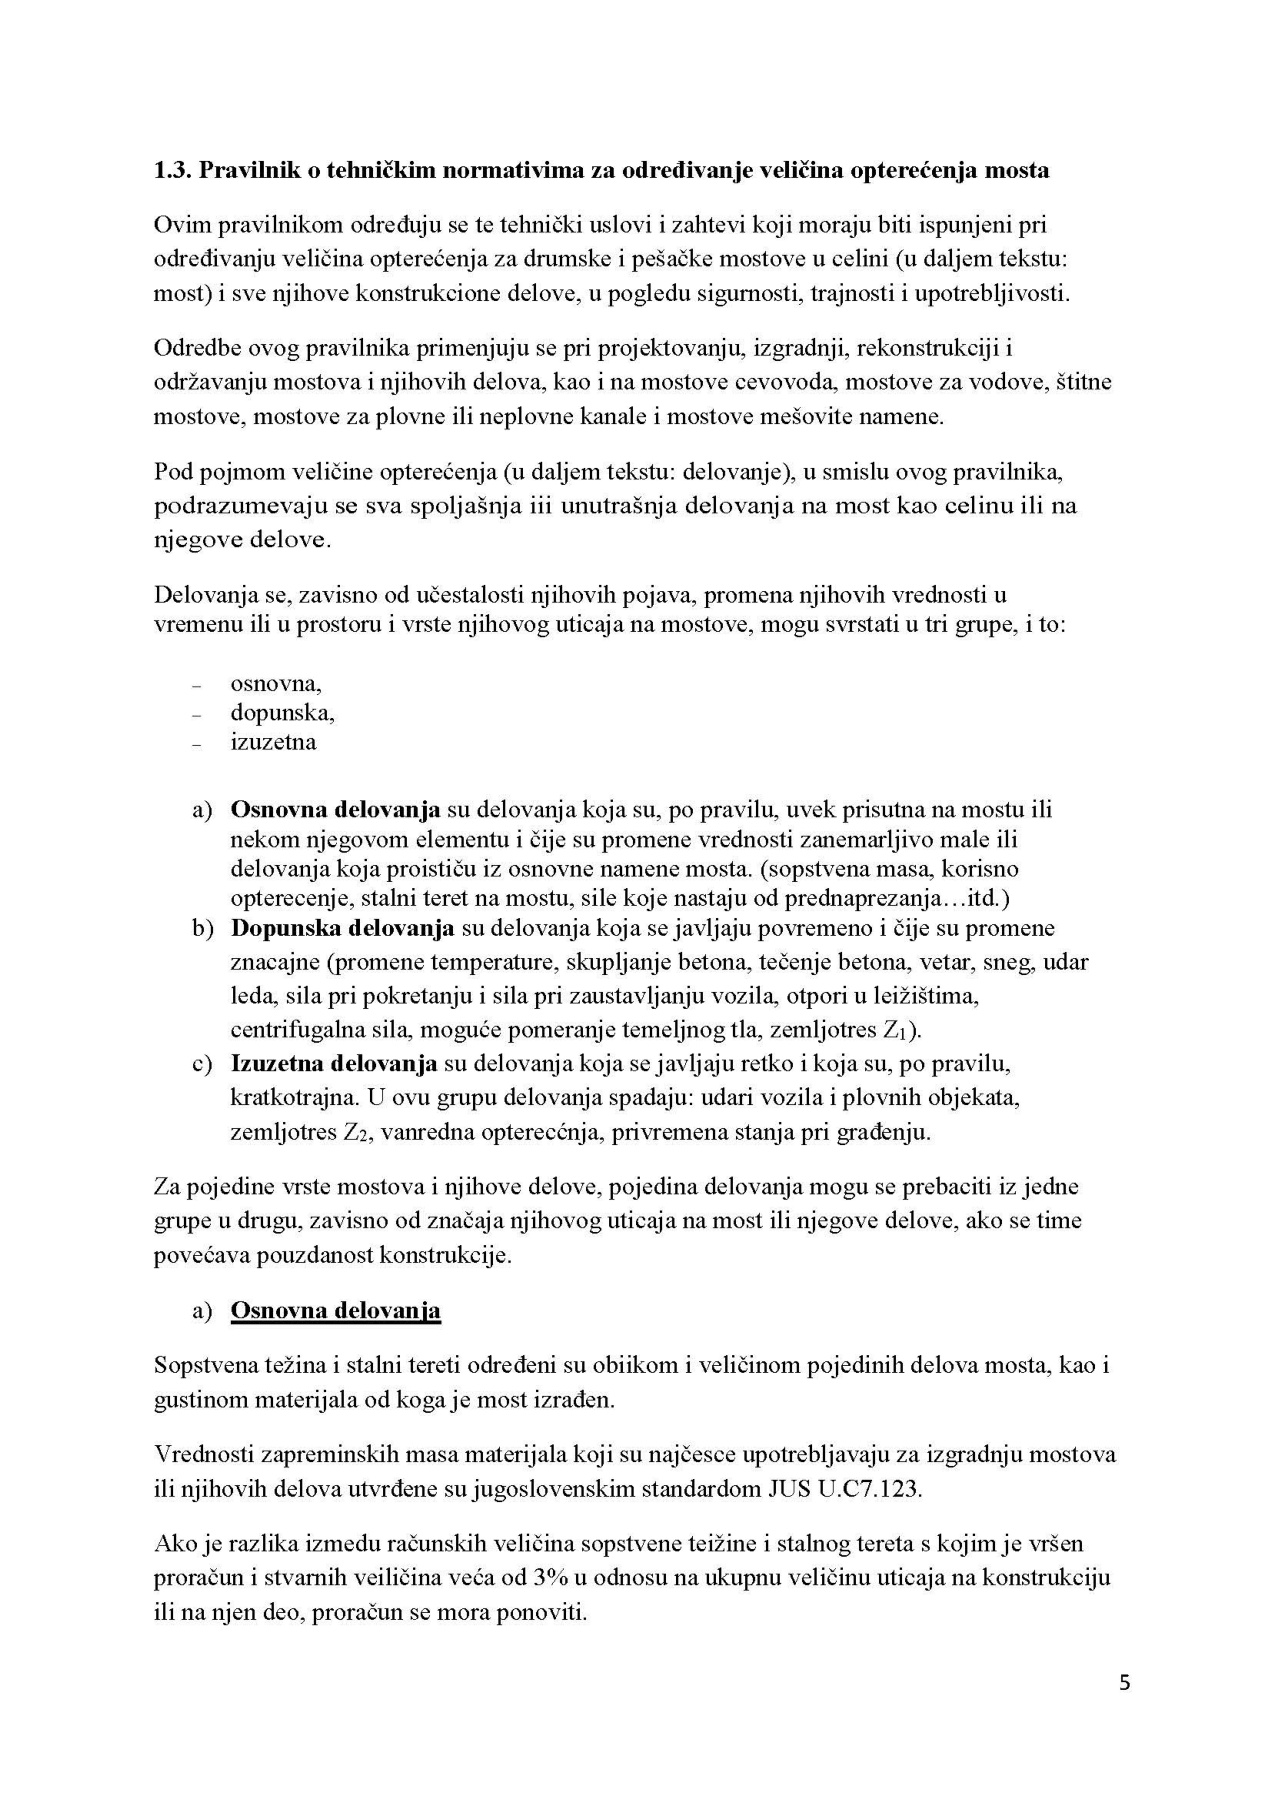 1.3. Pravilnik o tehničkim normativima za određivanje veličina opterećenja mosta
Ovim pravilnikom određuju se te tehnički uslovi i zahtevi koji moraju biti ispunjeni pri
određivanju veličina opterećenja za drumske i pešačke mostove u celini (u daljem tekstu:
most) i sve njihove konstrukcione delove, u pogledu sigurnosti, trajnosti i upotrebljivosti.
Odredbe ovog pravilnika primenjuju se pri projektovanju, izgradnji, rekonstrukciji i
održavanju mostova i njihovih delova, kao i na mostove cevovoda, mostove za vodove, štitne
mostove, mostove za plovne ili neplovne kanale i mostove mešovite namene.
Pod pojmom veličine opterećenja (u daljem tekstu: delovanje), u smislu ovog pravilnika,
podrazumevaju se sva spoljašnja iii unutrašnja delovanja na most kao celinu ili na
njegove delove.
Delovanja se, zavisno od učestalosti njihovih pojava, promena njihovih vrednosti u
vremenu ili u prostoru i vrste njihovog uticaja na mostove, mogu svrstati u tri grupe, i to:
– osnovna,
– dopunska,
– izuzetna
a) Osnovna delovanja su delovanja koja su, po pravilu, uvek prisutna na mostu ili
nekom njegovom elementu i čije su promene vrednosti zanemarljivo male ili
delovanja koja proističu iz osnovne namene mosta. (sopstvena masa, korisno
opterecenje, stalni teret na mostu, sile koje nastaju od prednaprezanja…itd.)
b) Dopunska delovanja su delovanja koja se javljaju povremeno i čije su promene
znacajne (promene temperature, skupljanje betona, tečenje betona, vetar, sneg, udar
leda, sila pri pokretanju i sila pri zaustavljanju vozila, otpori u leižištima,
centrifugalna sila, moguće pomeranje temeljnog tla, zemljotres Z₁).
c) Izuzetna delovanja su delovanja koja se javljaju retko i koja su, po pravilu,
kratkotrajna. U ovu grupu delovanja spadaju: udari vozila i plovnih objekata,
zemljotres Z₂, vanredna opterecćnja, privremena stanja pri građenju.
Za pojedine vrste mostova i njihove delove, pojedina delovanja mogu se prebaciti iz jedne
grupe u drugu, zavisno od značaja njihovog uticaja na most ili njegove delove, ako se time
povećava pouzdanost konstrukcije.
a) Osnovna delovanja
Sopstvena težina i stalni tereti određeni su obiikom i veličinom pojedinih delova mosta, kao i
gustinom materijala od koga je most izrađen.
Vrednosti zapreminskih masa materijala koji su najčesce upotrebljavaju za izgradnju mostova
ili njihovih delova utvrđene su jugoslovenskim standardom JUS U.C7.123.
Ako je razlika izmedu računskih veličina sopstvene teižine i stalnog tereta s kojim je vršen
proračun i stvarnih veiličina veća od 3% u odnosu na ukupnu veličinu uticaja na konstrukciju
ili na njen deo, proračun se mora ponoviti.
5